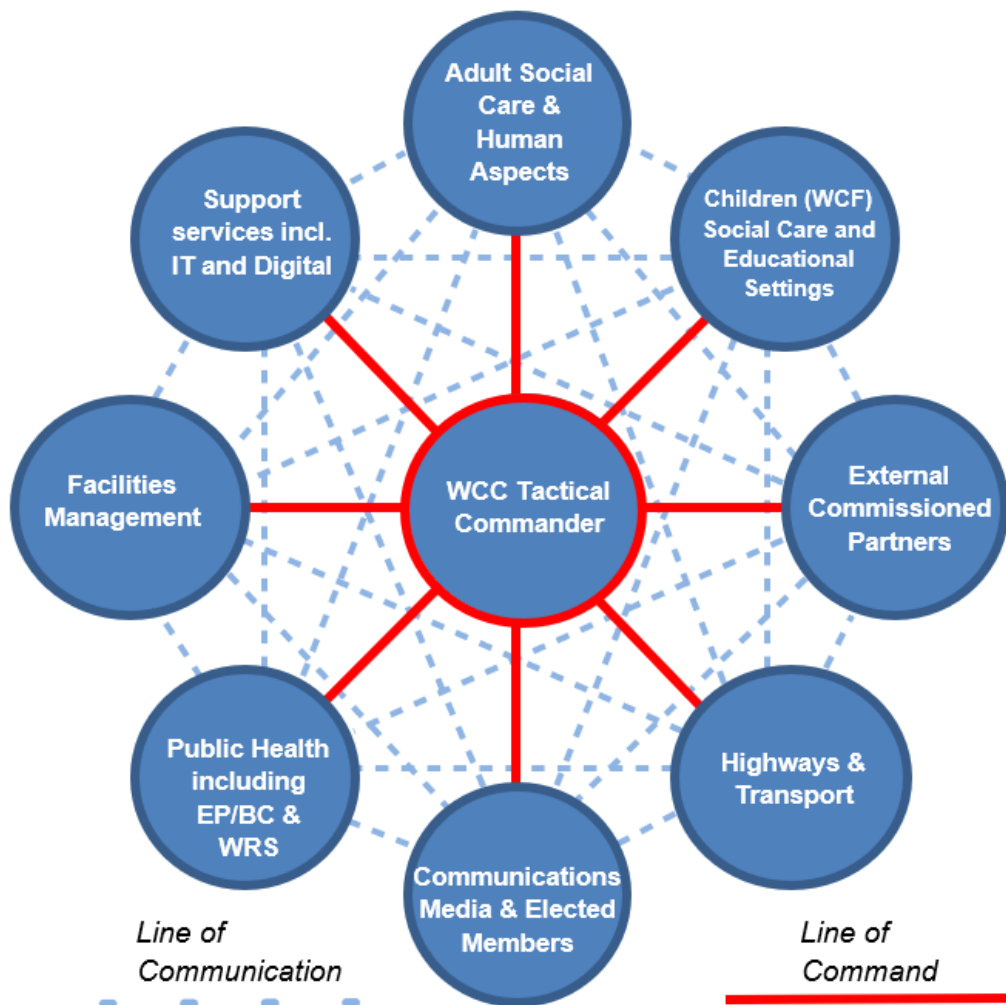 Adult Social
Care &
Human
Aspects
Support
services incl.
IT and Digital
Children (WCF)
Social Care and
Educational
Settings
Facilities
Management
WCC Tactical
Commander
External
Commissioned
Partners
Public Health
including
EP/BC &
WRS
Highways &
Transport
Communications
Media & Elected
Members
Line of
Communication
Line of
Command